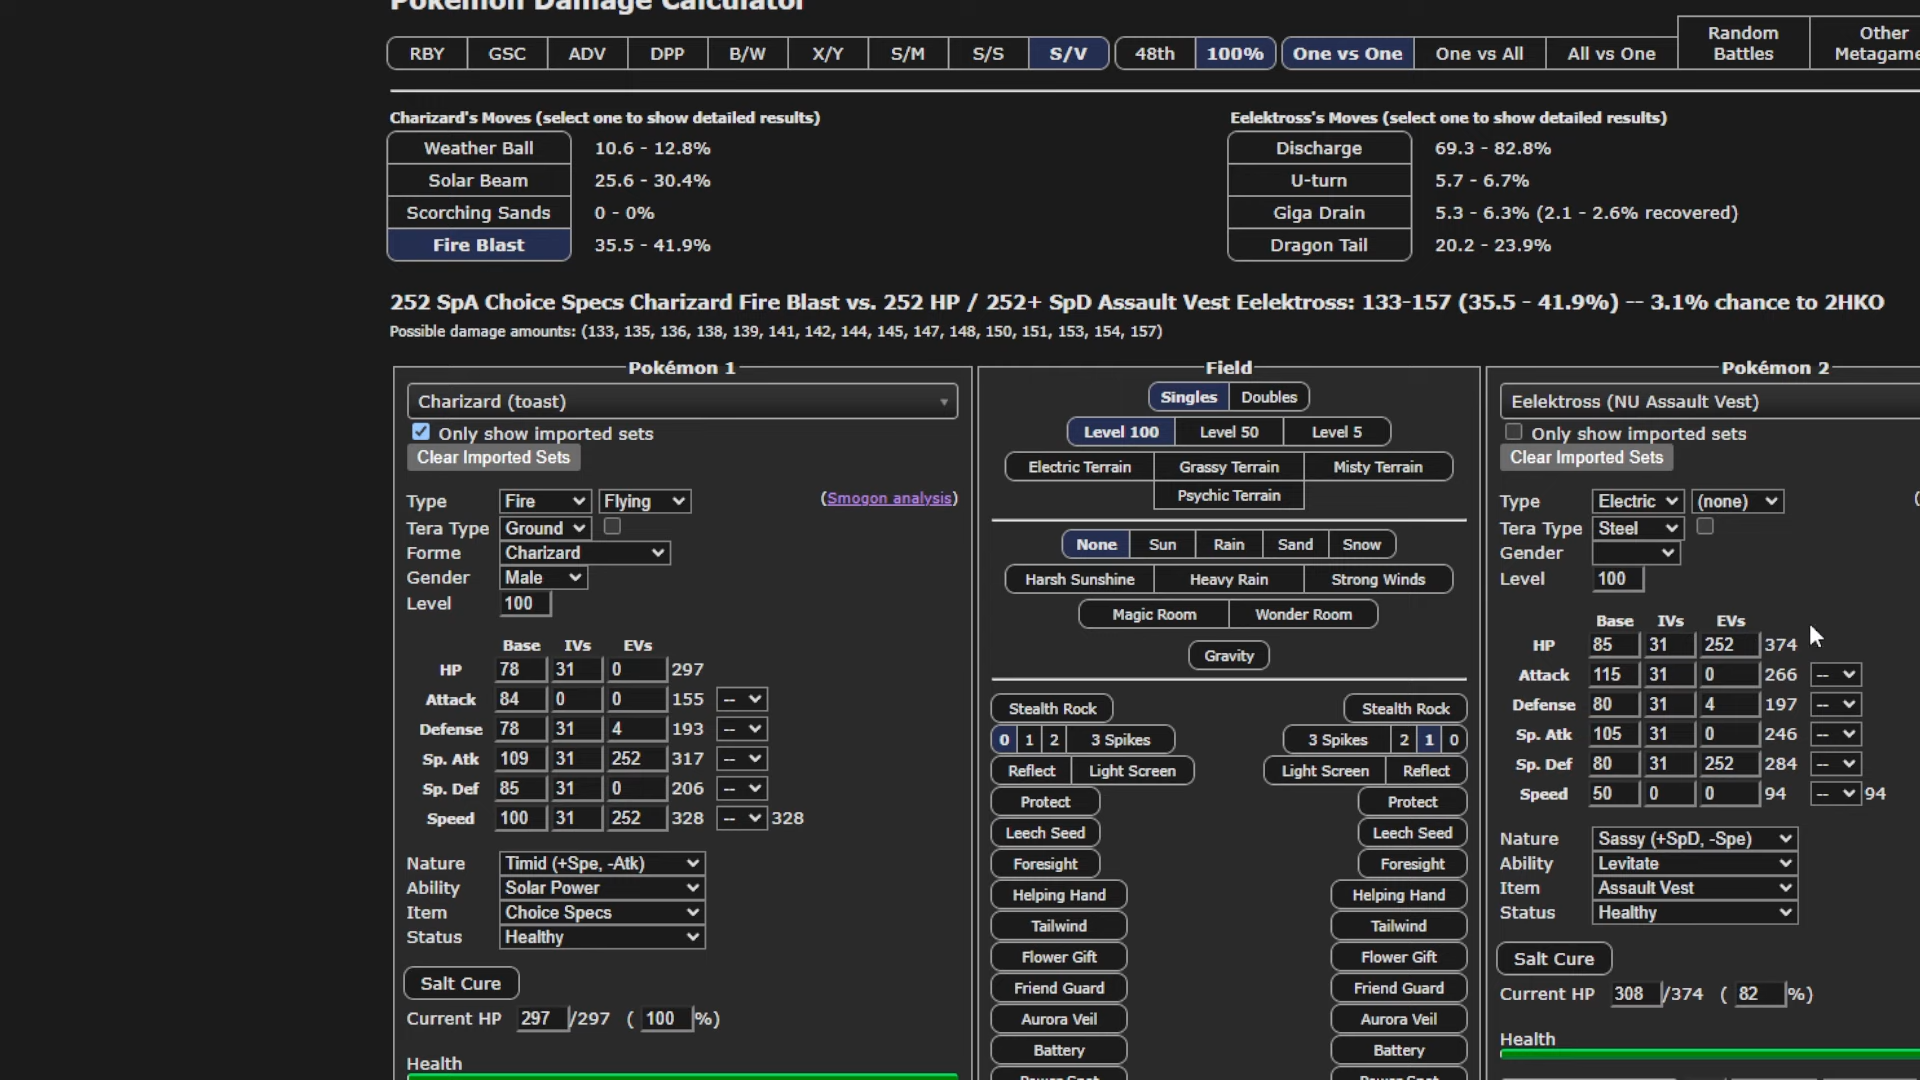 Pokémon Damage Calculator
RBY GSC ADV DPP B/W X/Y S/M S/S S/V 48th 100% One vs One One vs All All vs One Random Battles Other Metagame
Charizard's Moves (select one to show detailed results)
Weather Ball 10.6 - 12.8%
Solar Beam 25.6 - 30.4%
Scorching Sands 0 - 0%
Fire Blast 35.5 - 41.9%
Eelektross's Moves (select one to show detailed results)
Discharge 69.3 - 82.8%
U-turn 5.7 - 6.7%
Giga Drain 5.3 - 6.3% (2.1 - 2.6% recovered)
Dragon Tail 20.2 - 23.9%
252 SpA Choice Specs Charizard Fire Blast vs. 252 HP / 252+ SpD Assault Vest Eelektross: 133-157 (35.5 - 41.9%) -- 3.1% chance to 2HKO
Possible damage amounts: (133, 135, 136, 138, 139, 141, 142, 144, 145, 147, 148, 150, 151, 153, 154, 157)
Pokémon 1
Charizard (toast)
Only show imported sets
Clear Imported Sets
Type Fire Flying (Smogon analysis)
Tera Type Ground
Forme Charizard
Gender Male
Level 100
Base IVs EVs
HP 78 31 0 297
Attack 84 0 0 155 --
Defense 78 31 4 193 --
Sp. Atk 109 31 252 317 --
Sp. Def 85 31 0 206 --
Speed 100 31 252 328 -- 328
Nature Timid (+Spe, -Atk)
Ability Solar Power
Item Choice Specs
Status Healthy
Salt Cure
Current HP 297 /297 ( 100 %)
Health
Field
Singles Doubles
Level 100 Level 50 Level 5
Electric Terrain Grassy Terrain Misty Terrain
Psychic Terrain
None Sun Rain Sand Snow
Harsh Sunshine Heavy Rain Strong Winds
Magic Room Wonder Room
Gravity
Stealth Rock Stealth Rock
0 1 2 3 Spikes 3 Spikes 2 1 0
Reflect Light Screen Light Screen Reflect
Protect Protect
Leech Seed Leech Seed
Foresight Foresight
Helping Hand Helping Hand
Tailwind Tailwind
Flower Gift Flower Gift
Friend Guard Friend Guard
Aurora Veil Aurora Veil
Battery Battery
Power Spot Power Spot
Pokémon 2
Eelektross (NU Assault Vest)
Only show imported sets
Clear Imported Sets
Type Electric (none) (
Tera Type Steel
Gender
Level 100
Base IVs EVs
HP 85 31 252 374
Attack 115 31 0 266 --
Defense 80 31 4 197 --
Sp. Atk 105 31 0 246 --
Sp. Def 80 31 252 284 --
Speed 50 0 0 94 -- 94
Nature Sassy (+SpD, -Spe)
Ability Levitate
Item Assault Vest
Status Healthy
Salt Cure
Current HP 308 /374 ( 82 %)
Health